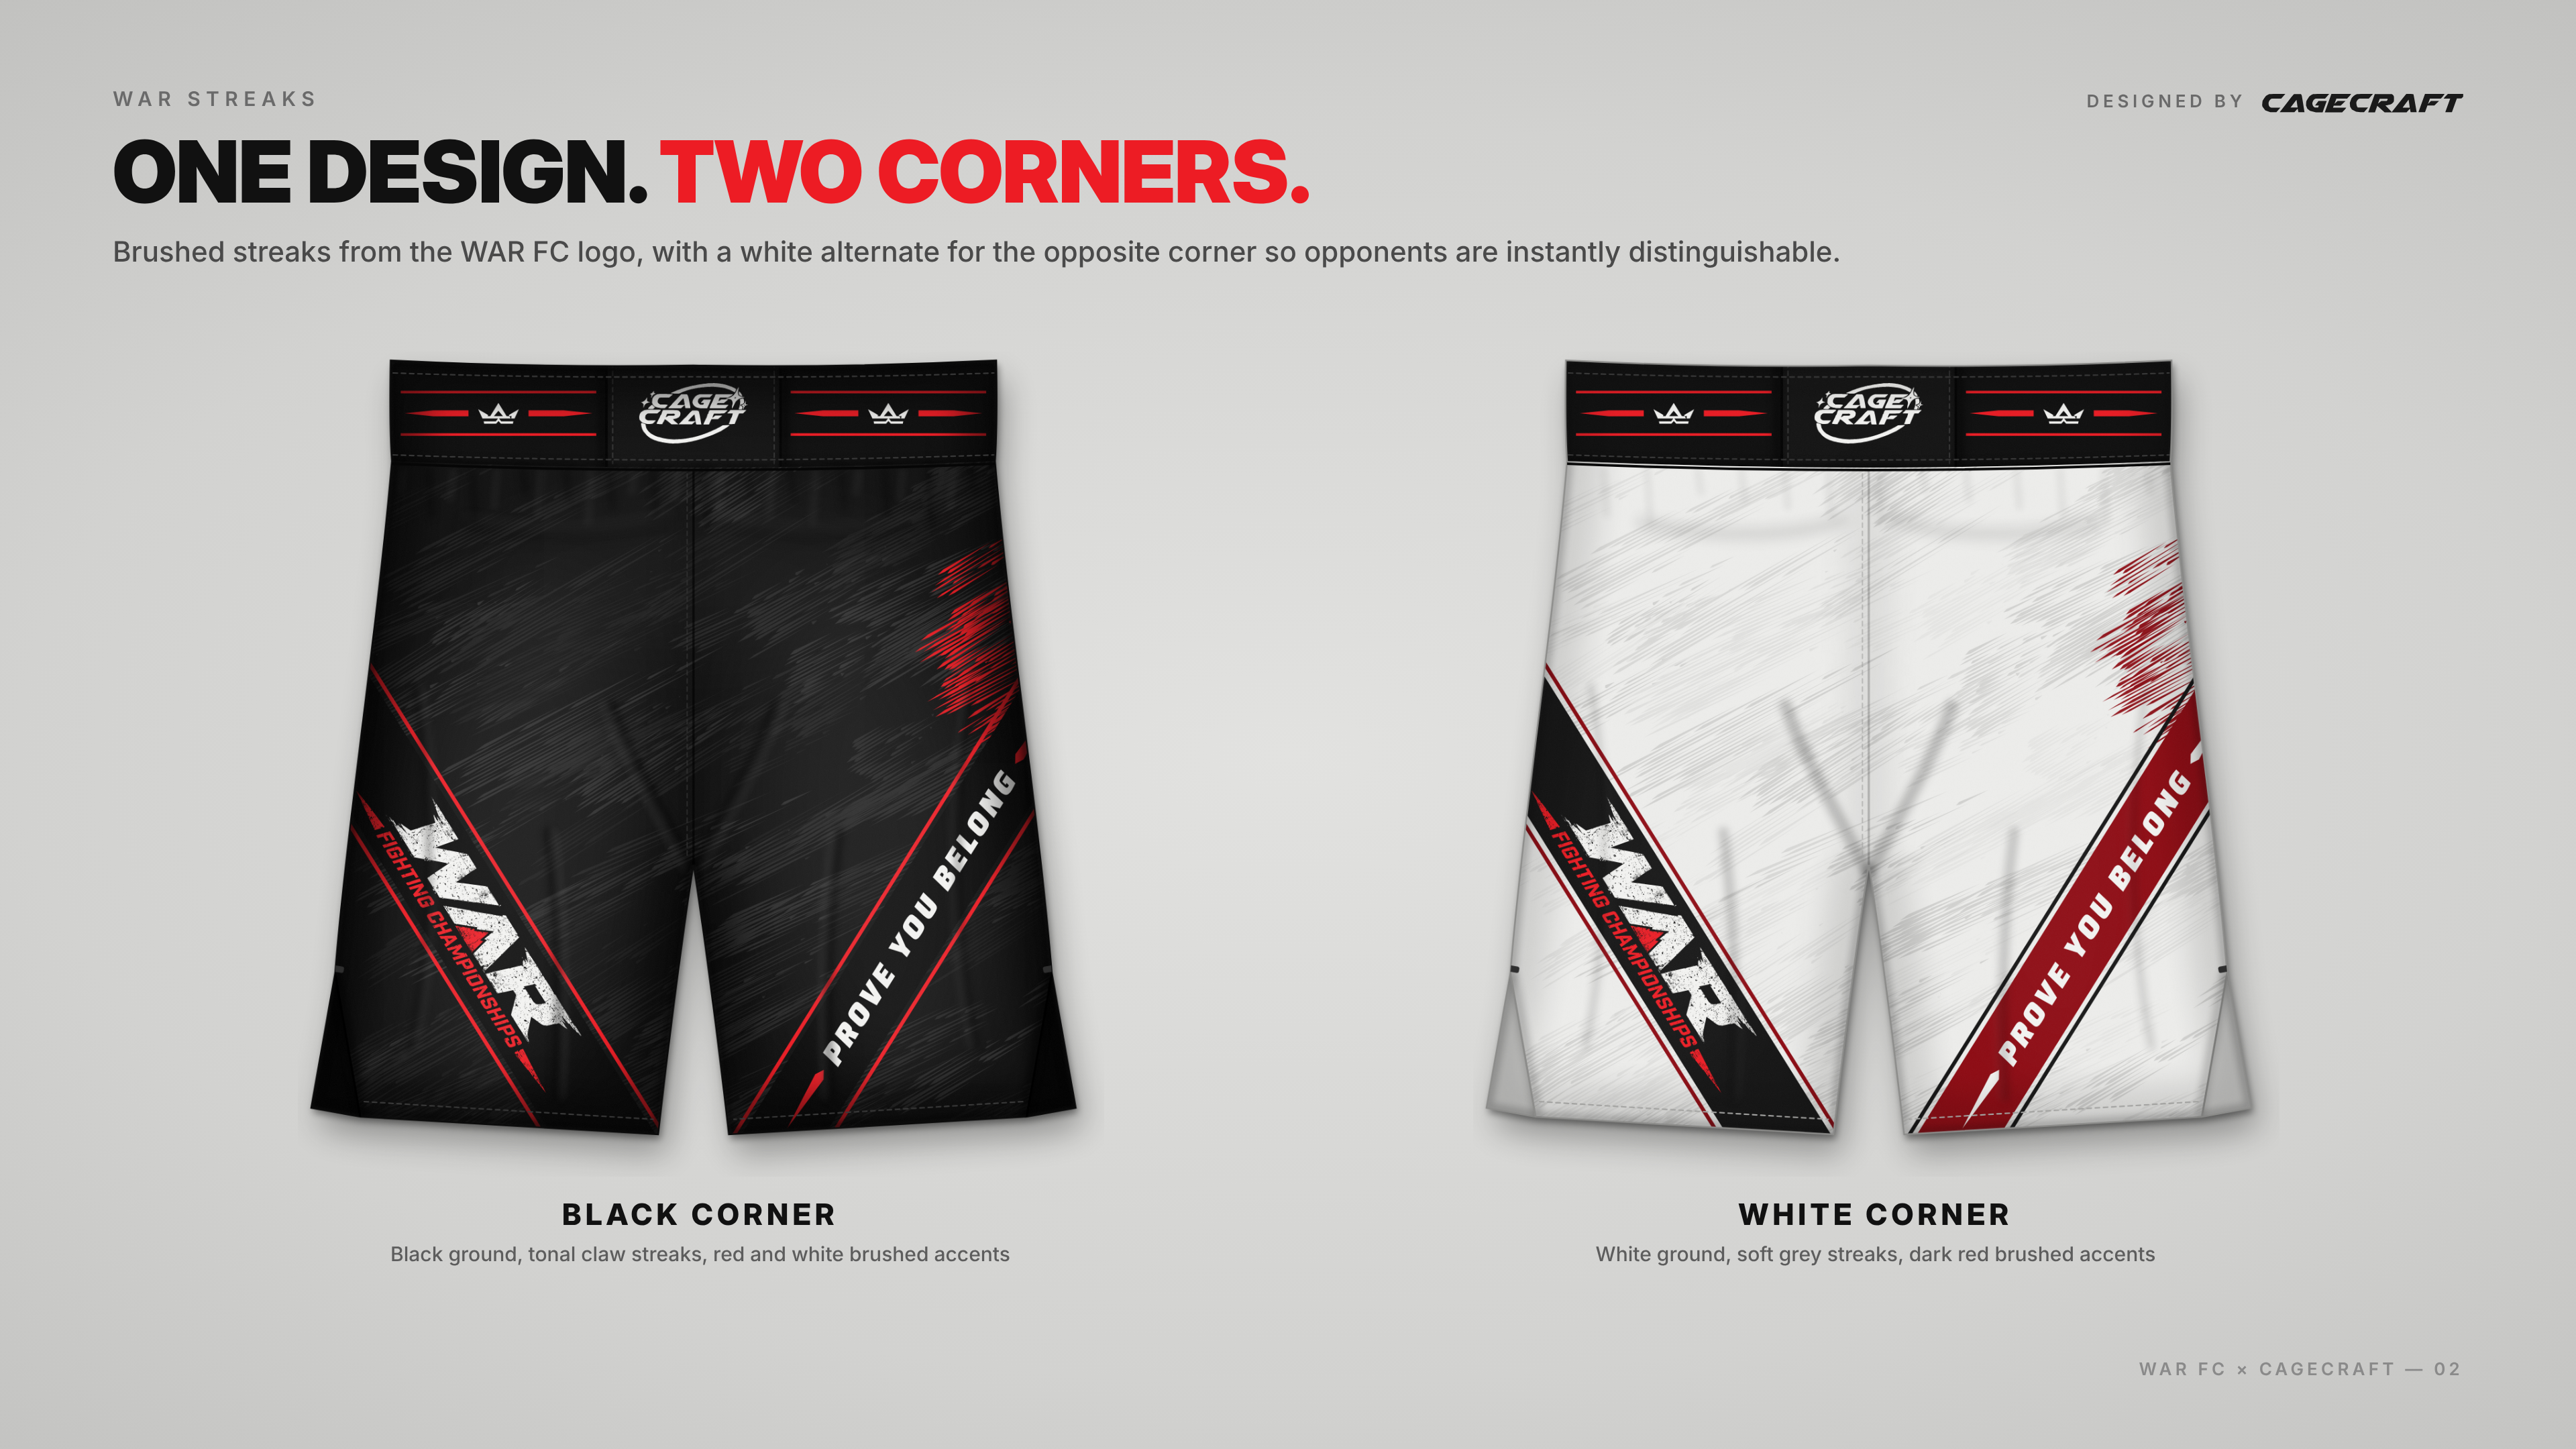 WAR STREAKS
DESIGNED BY CAGECRAFT
ONE DESIGN. TWO CORNERS.
Brushed streaks from the WAR FC logo, with a white alternate for the opposite corner so opponents are instantly distinguishable.
CAGE
CRAFT
WAR
FIGHTING CHAMPIONSHIPS
PROVE YOU BELONG
CAGE
CRAFT
WAR
FIGHTING CHAMPIONSHIPS
PROVE YOU BELONG
BLACK CORNER
Black ground, tonal claw streaks, red and white brushed accents
WHITE CORNER
White ground, soft grey streaks, dark red brushed accents
WAR FC × CAGECRAFT — 02